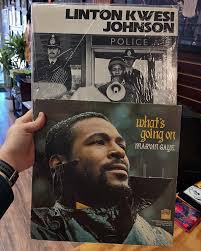 LINTON KWESI
JOHNSON
POLICE
what's
going on
MARVIN GAYE